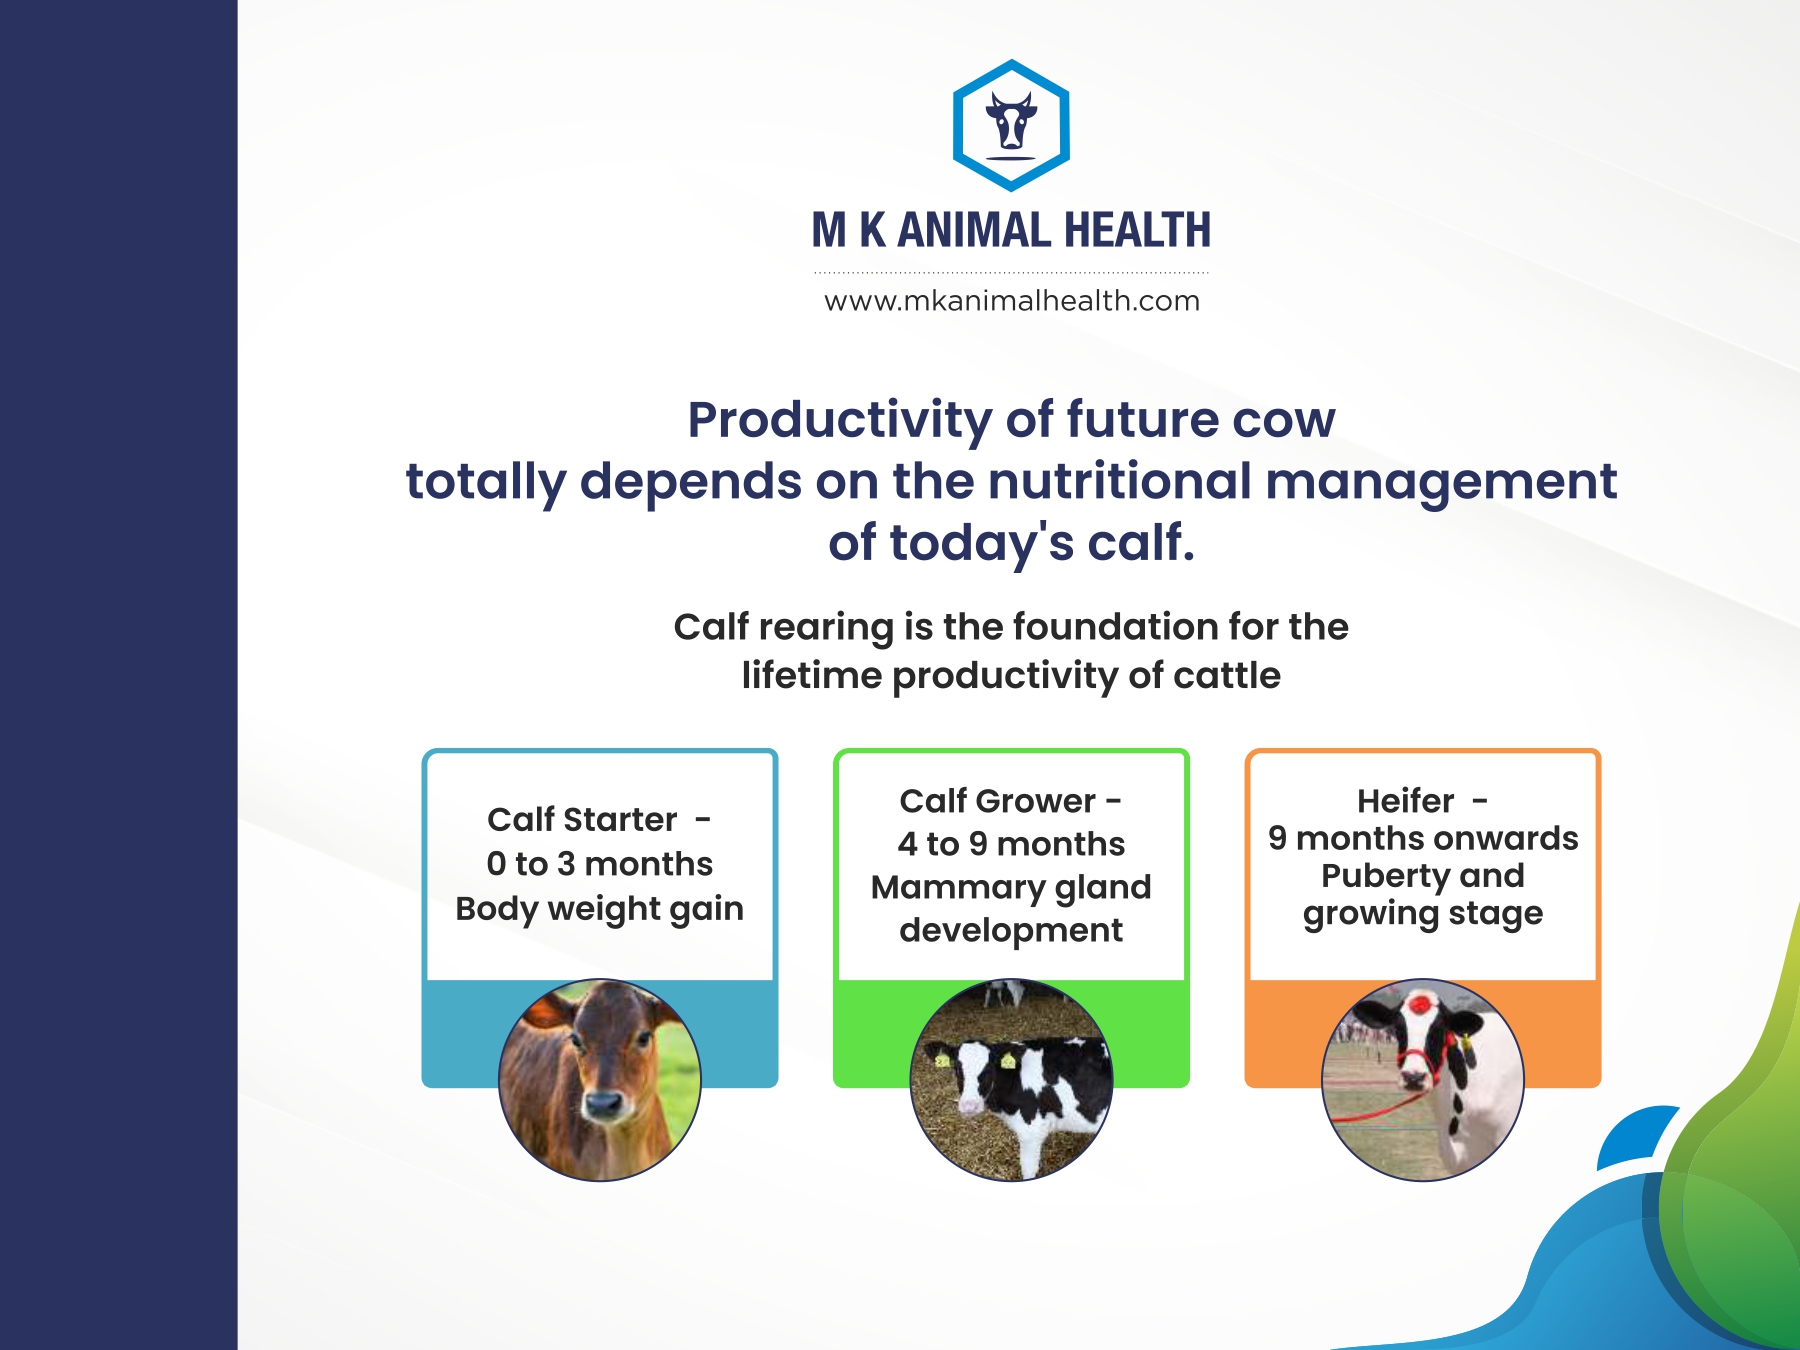 M K ANIMAL HEALTH
www.mkanimalhealth.com
Productivity of future cow
totally depends on the nutritional management
of today's calf.
Calf rearing is the foundation for the
lifetime productivity of cattle
Calf Starter -
0 to 3 months
Body weight gain
Calf Grower -
4 to 9 months
Mammary gland
development
Heifer -
9 months onwards
Puberty and
growing stage